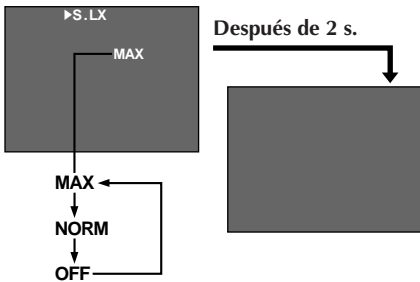 ▶S.LX
MAX
Después de 2 s.
MAX
NORM
OFF